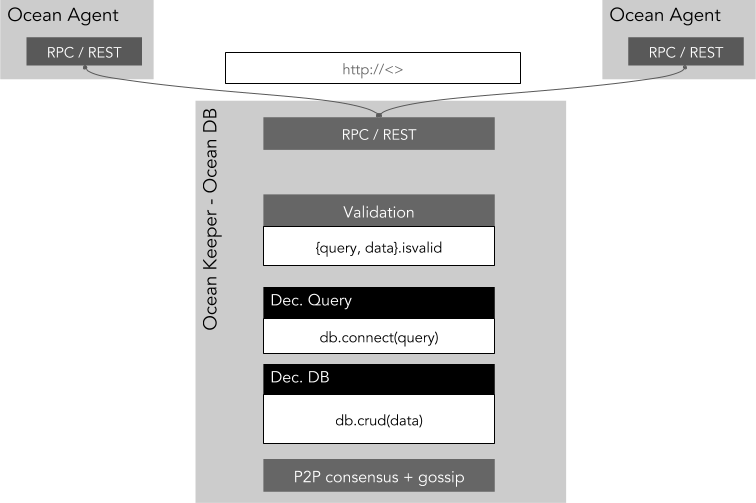 Ocean Agent
RPC / REST
Ocean Agent
RPC / REST
http://<>
Ocean Keeper - Ocean DB
RPC / REST
Validation
{query, data}.isvalid
Dec. Query
db.connect(query)
Dec. DB
db.crud(data)
P2P consensus + gossip